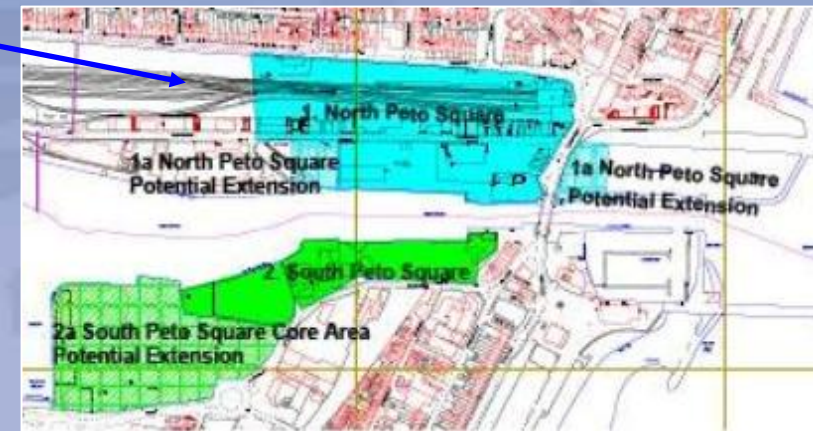 1 North Peto Square
1a North Peto Square
Potential Extension
1a North Peto Square
Potential Extension
2 South Peto Square
2a South Peto Square Core Area
Potential Extension